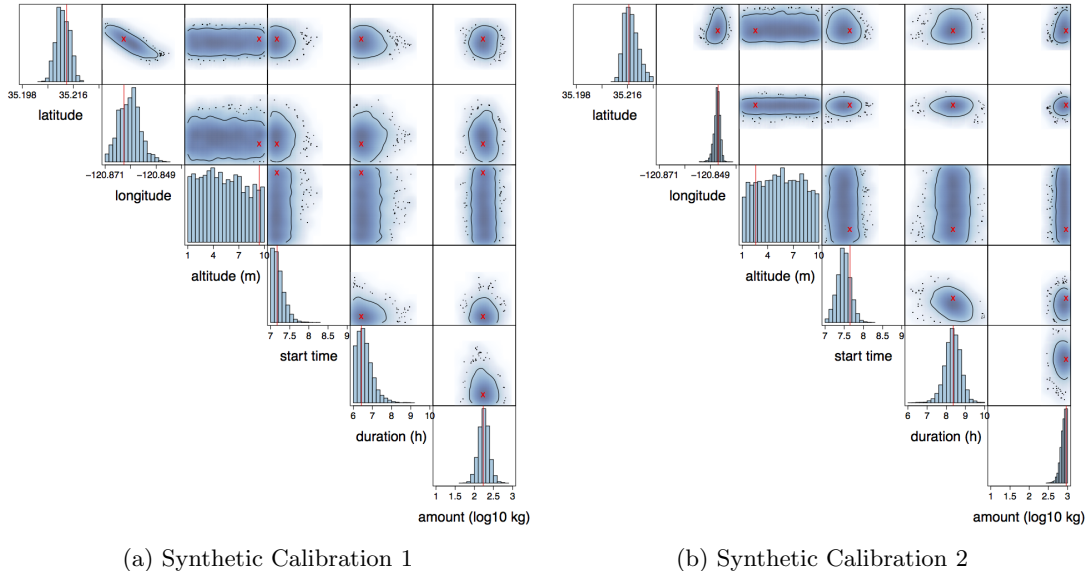 35.198 35.216
latitude
−120.871 −120.849
longitude
1 4 7 10
altitude (m)
7 7.5 8 8.5 9
start time
6 7 8 9 10
duration (h)
1 1.5 2 2.5 3
amount (log10 kg)
(a) Synthetic Calibration 1
35.198 35.216
latitude
−120.871 −120.849
longitude
1 4 7 10
altitude (m)
7 7.5 8 8.5 9
start time
6 7 8 9 10
duration (h)
1 1.5 2 2.5 3
amount (log10 kg)
(b) Synthetic Calibration 2